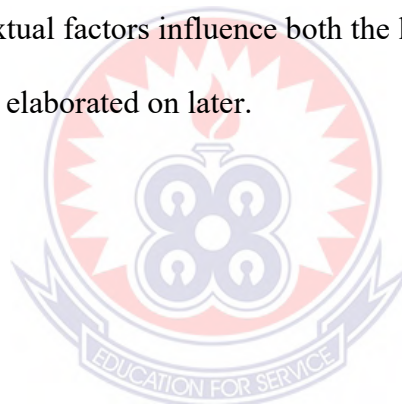 xtual factors influence both the l
elaborated on later.
EDUCATION FOR SERVICE